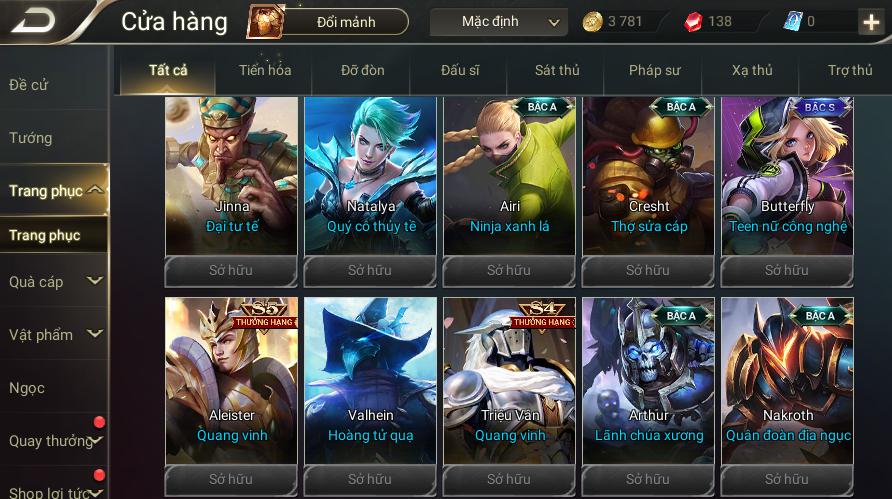 Cửa hàng
Đổi mảnh
Mặc định
3 781
138
0
Đề cử
Tướng
Trang phục
Trang phục
Quà cáp
Vật phẩm
Ngọc
Quay thưởng
Shop lợi tức
Tất cả
Tiến hóa
Đỡ đòn
Đấu sĩ
Sát thủ
Pháp sư
Xạ thủ
Trợ thủ
Jinna
Đại tư tế
Sở hữu
Natalya
Quý cô thủy tề
Sở hữu
BẬC A
Airi
Ninja xanh lá
Sở hữu
BẬC A
Cresht
Thợ sửa cáp
Sở hữu
BẬC S
Butterfly
Teen nữ công nghệ
Sở hữu
S5
THƯỞNG HẠNG
Aleister
Quang vinh
Sở hữu
Valhein
Hoàng tử quạ
Sở hữu
S4
THƯỞNG HẠNG
Triệu Vân
Quang vinh
Sở hữu
BẬC A
Arthur
Lãnh chúa xương
Sở hữu
BẬC A
Nakroth
Quân đoàn địa ngục
Sở hữu